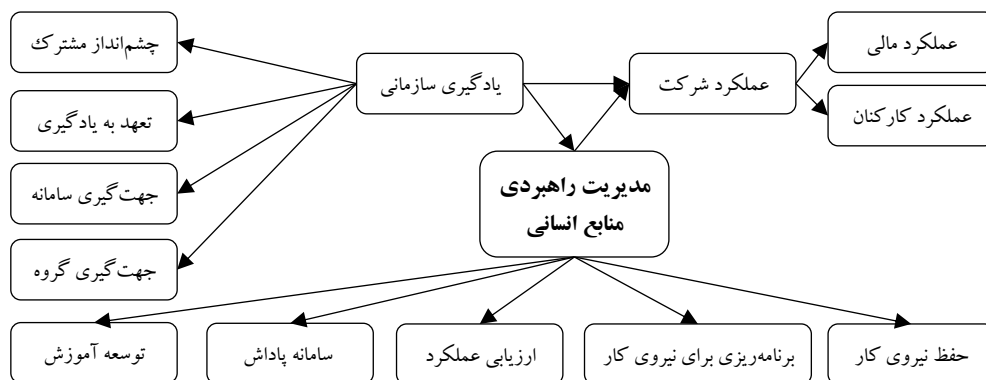 عملکرد مالی
چشم‌انداز مشترک
یادگیری سازمانی
عملکرد شرکت
عملکرد کارکنان
تعهد به یادگیری
مدیریت راهبردی
منابع انسانی
جهت‌گیری سامانه
جهت‌گیری گروه
حفظ نیروی کار
برنامه‌ریزی برای نیروی کار
ارزیابی عملکرد
سامانه پاداش
توسعه آموزش